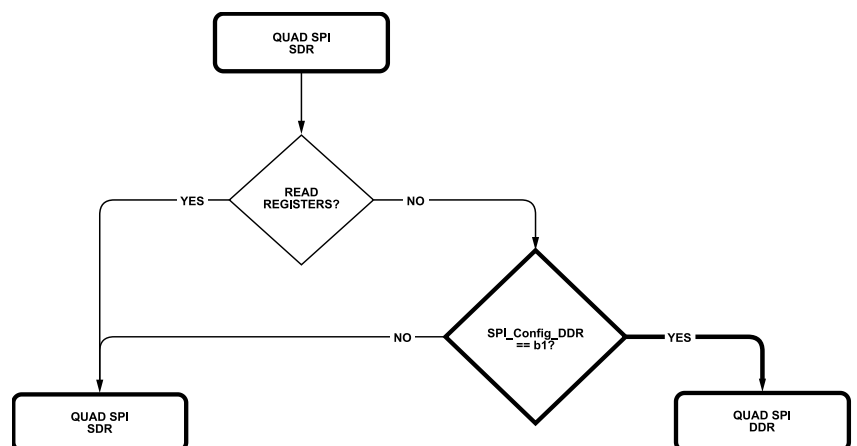 QUAD SPI
SDR
READ
REGISTERS?
YES
NO
SPI_Config_DDR
== b1?
NO
YES
QUAD SPI
SDR
QUAD SPI
DDR